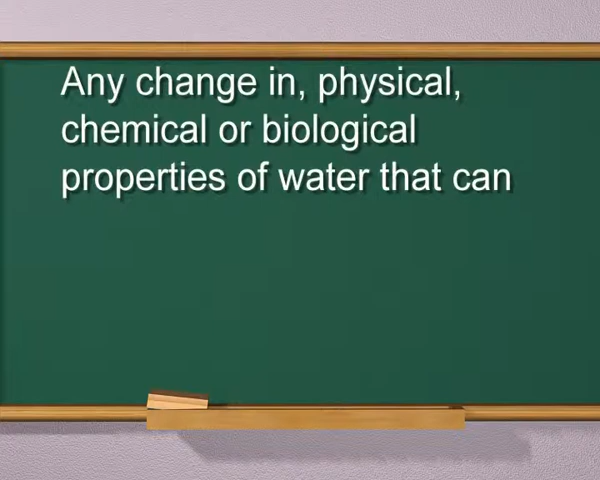 Any change in, physical,
chemical or biological
properties of water that can